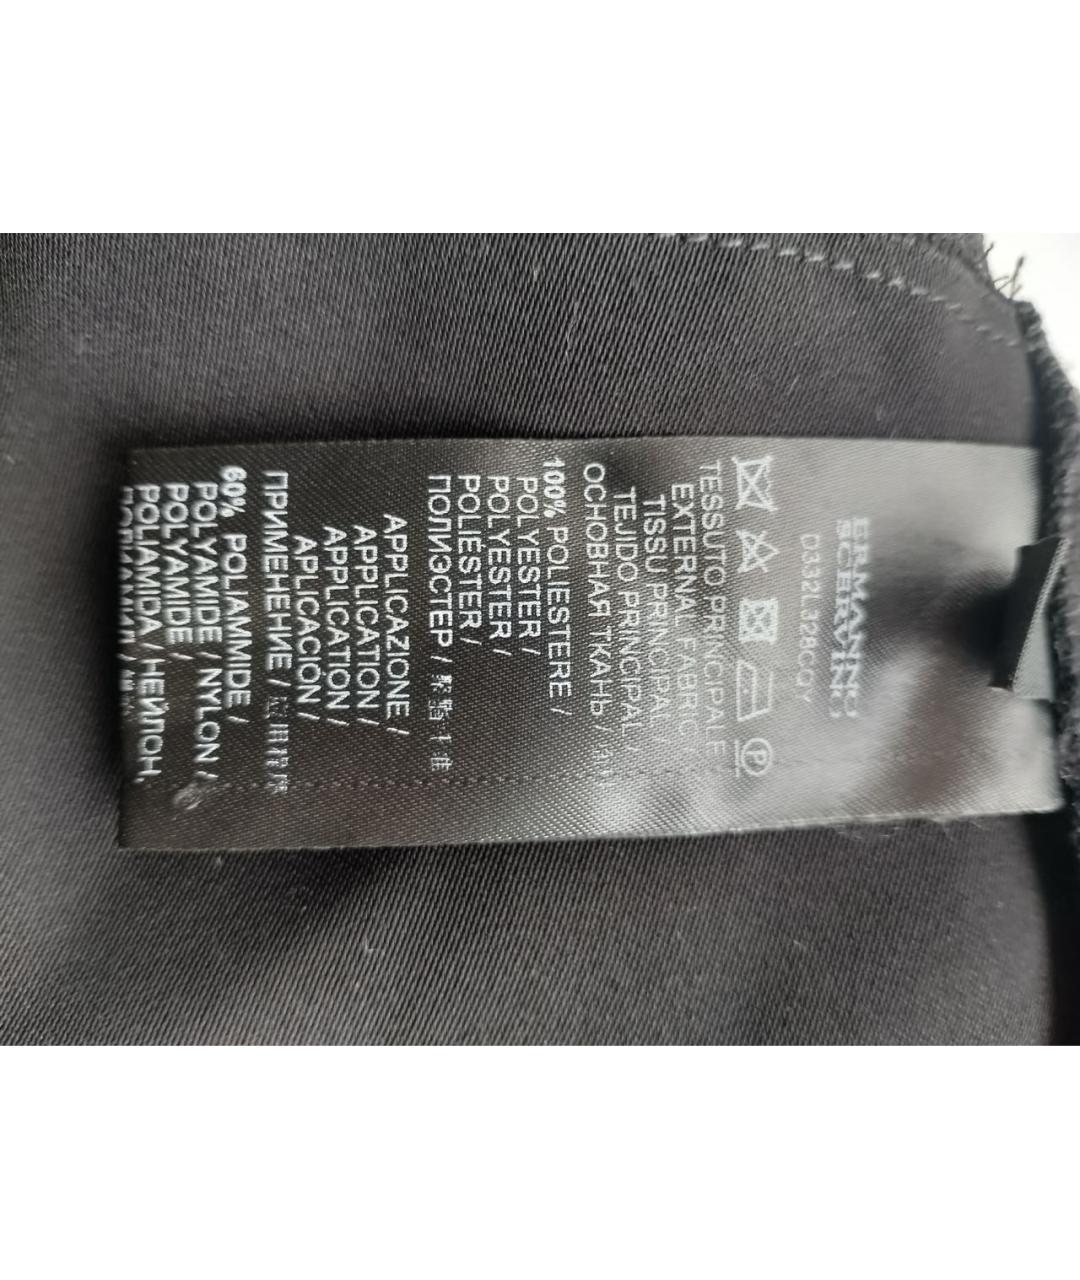 ERMANNO
SCERVINO
D332L328CQY
TESSUTO PRINCIPALE
EXTERNAL FABRIC /
TISSU PRINCIPAL /
TEJIDO PRINCIPAL /
ОСНОВНАЯ ТКАНЬ /
100% POLIESTERE /
POLYESTER /
POLYESTER /
POLIÉSTER /
ПОЛИЭСТЕР /
APPLICAZIONE /
APPLICATION /
APPLICATION /
APLICACIÓN /
ПРИМЕНЕНИЕ /
60% POLIAMMIDE /
POLYAMIDE / NYLON /
POLYAMIDE /
POLIAMIDA / НЕЙЛОН,